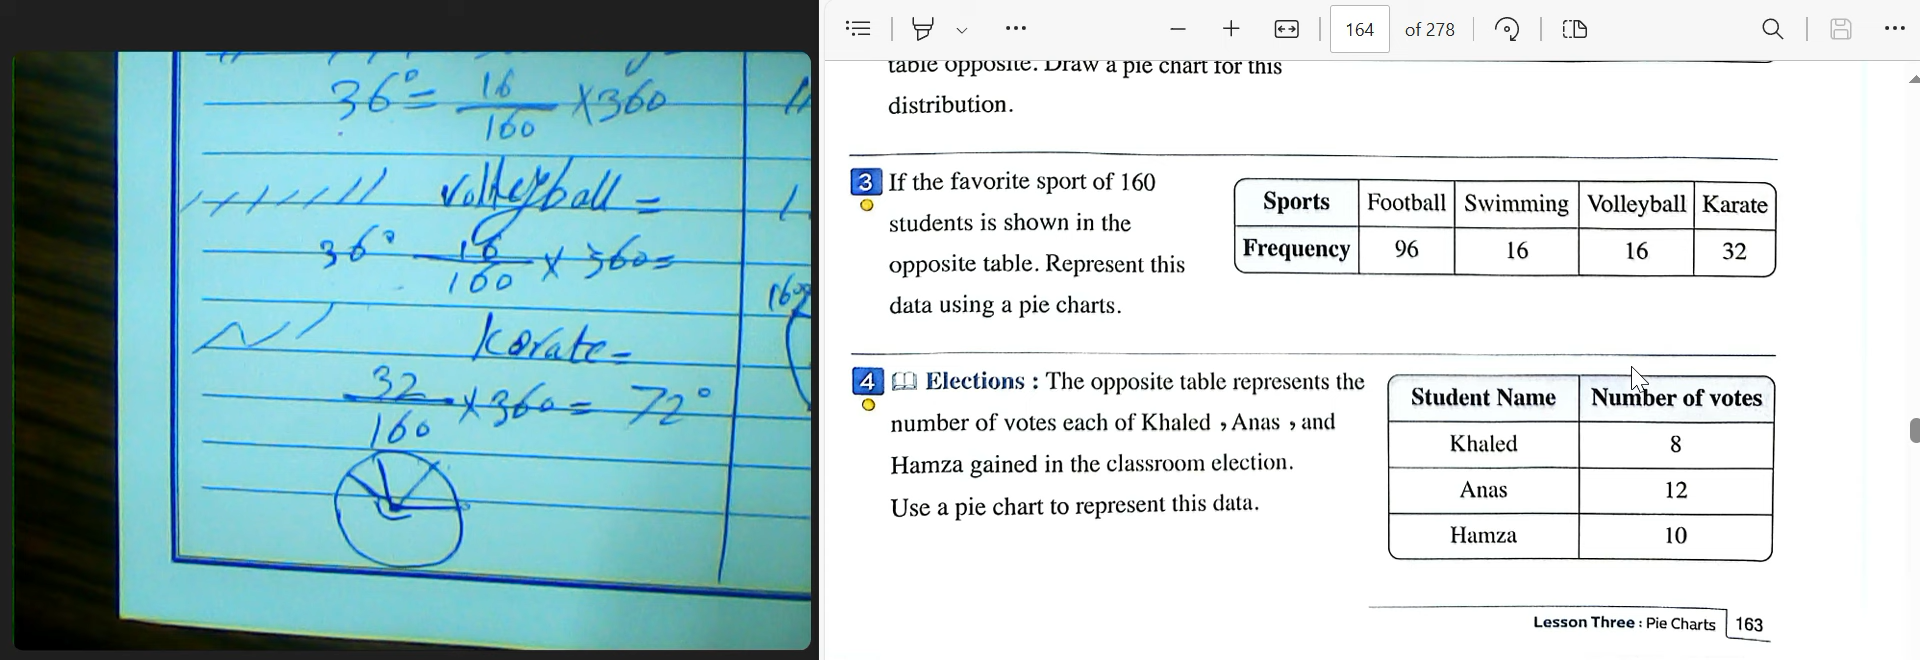 36° = 16/160 × 360
volleyball =
36° 16/160 × 360 =
karate =
32/160 × 360 = 72°
164 of 278
table opposite. Draw a pie chart for this
distribution.
3 If the favorite sport of 160
students is shown in the
opposite table. Represent this
data using a pie charts.
Sports Football Swimming Volleyball Karate
Frequency 96 16 16 32
4 Elections : The opposite table represents the
number of votes each of Khaled , Anas , and
Hamza gained in the classroom election.
Use a pie chart to represent this data.
Student Name Number of votes
Khaled 8
Anas 12
Hamza 10
Lesson Three : Pie Charts 163